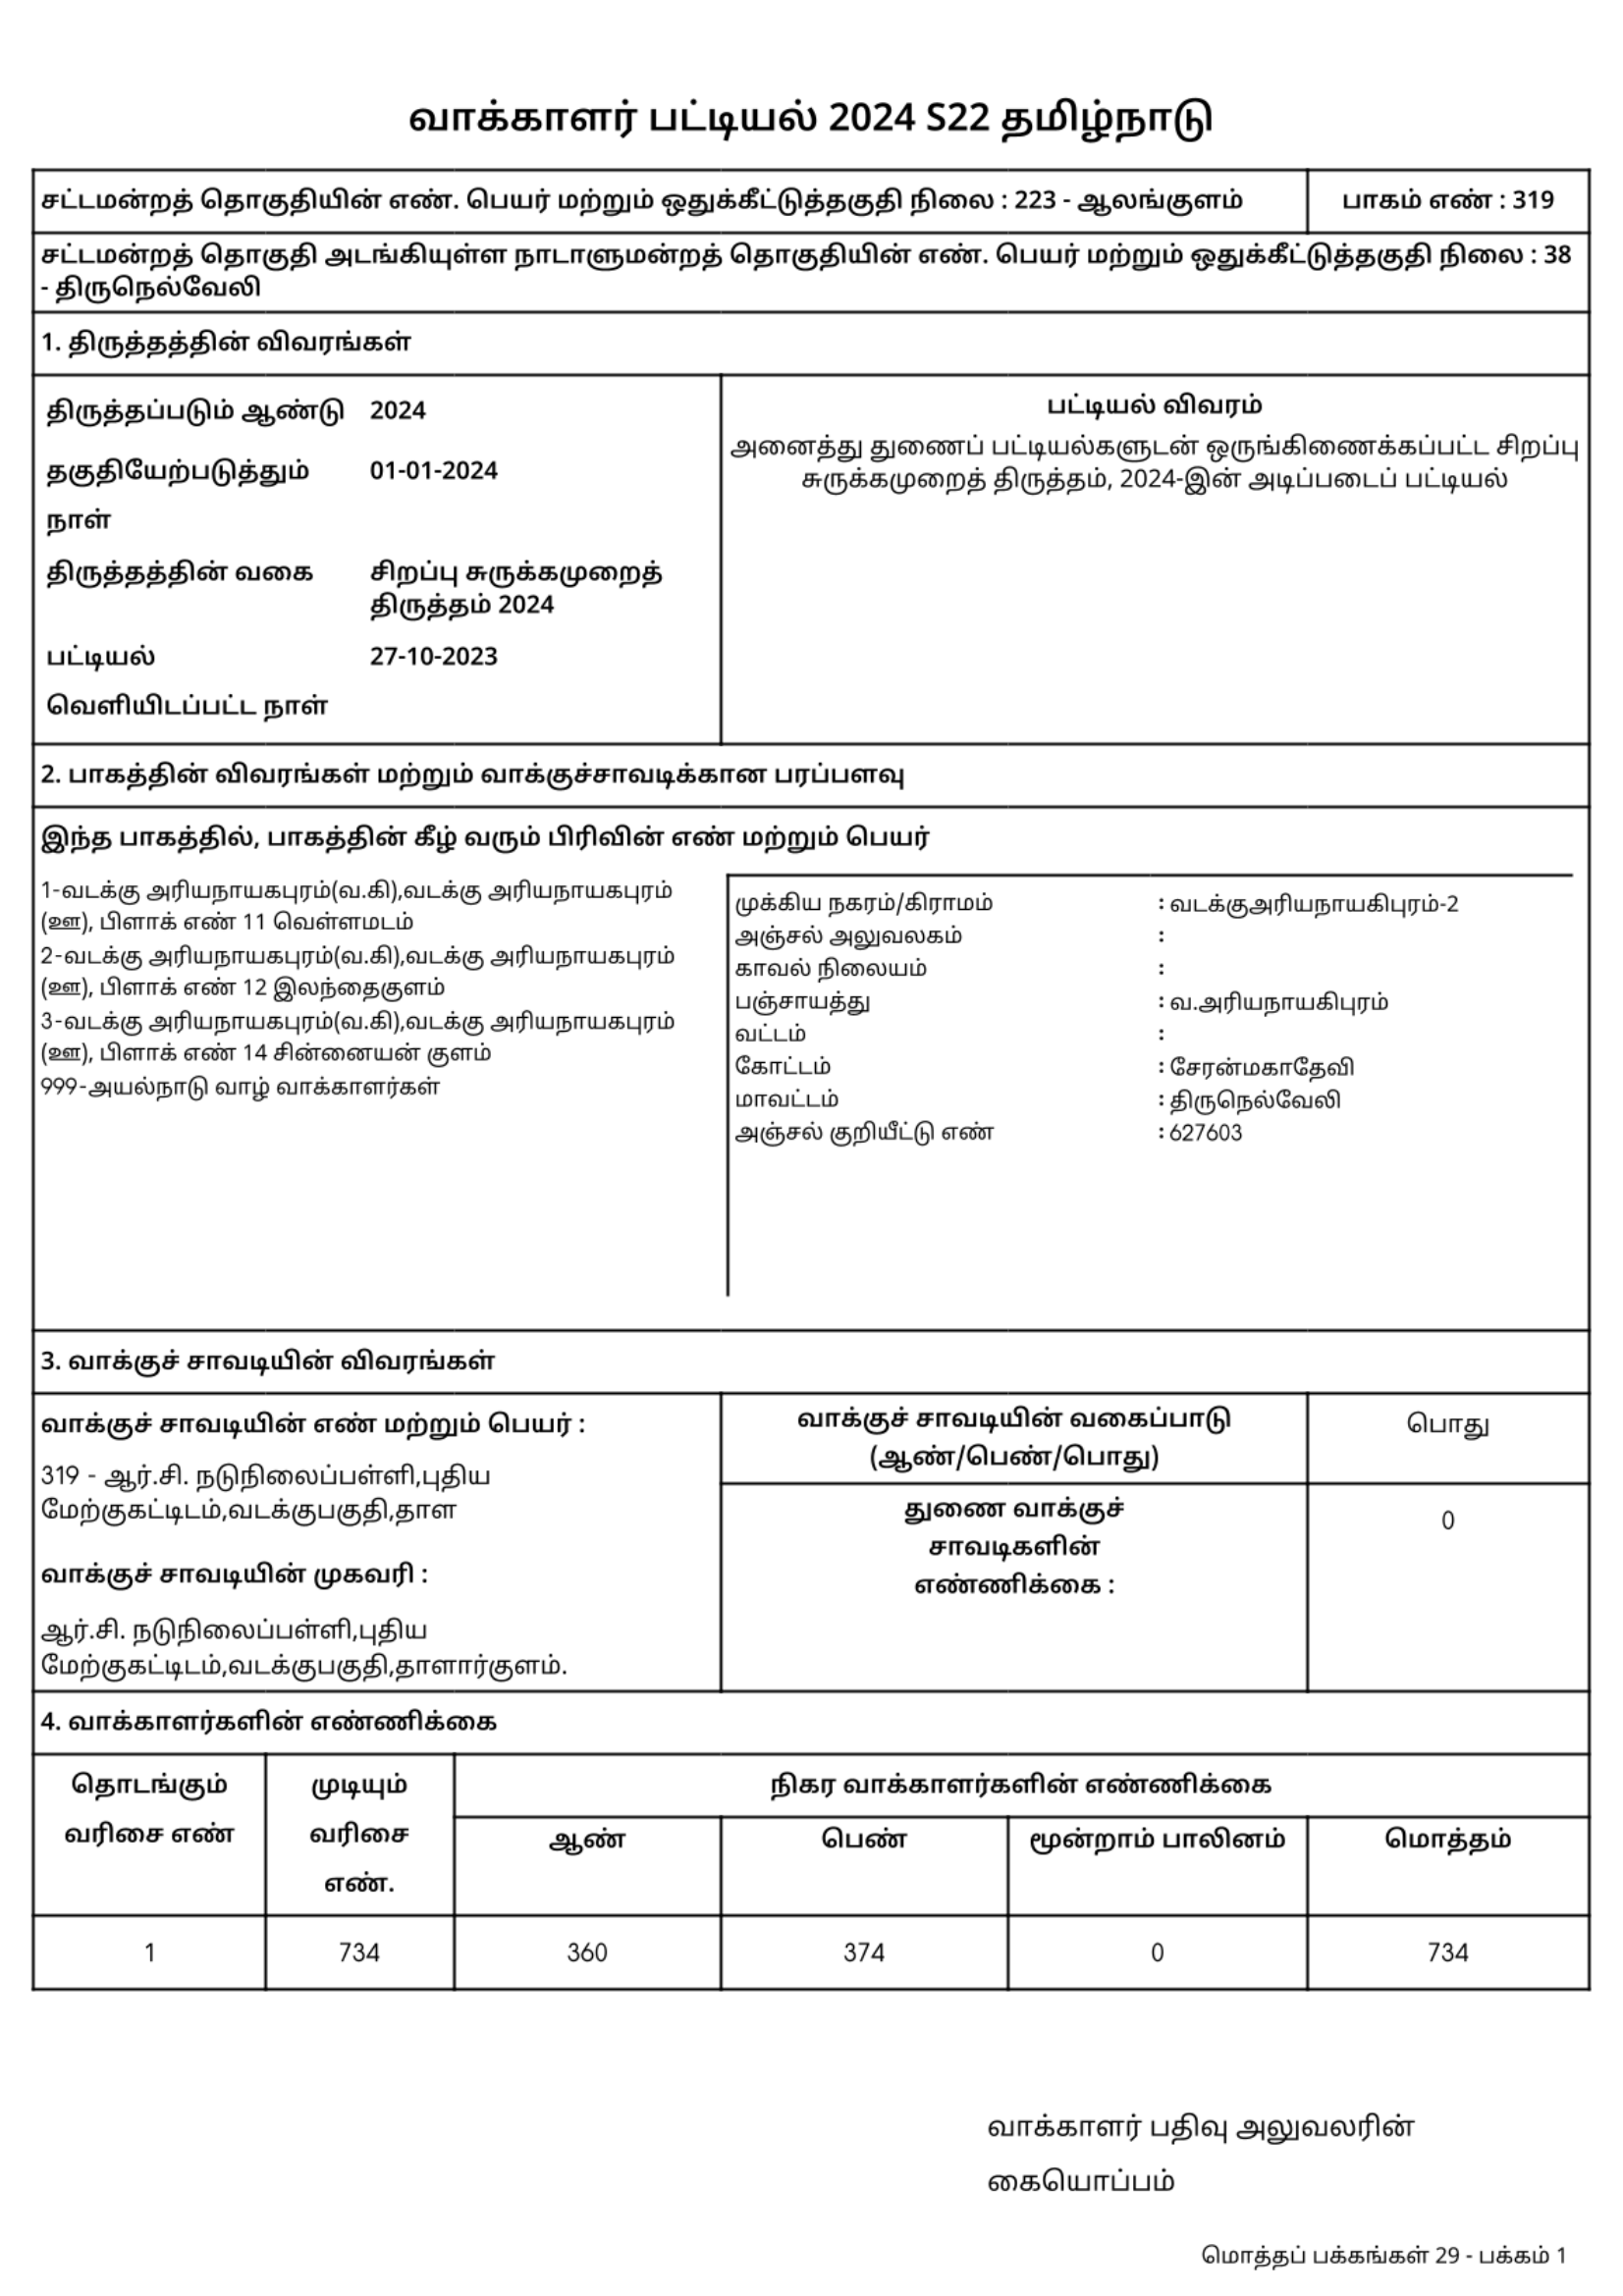 வாக்காளர் பட்டியல் 2024 S22 தமிழ்நாடு
சட்டமன்றத் தொகுதியின் எண். பெயர் மற்றும் ஒதுக்கீட்டுத்தகுதி நிலை : 223 - ஆலங்குளம்
பாகம் எண் : 319
சட்டமன்றத் தொகுதி அடங்கியுள்ள நாடாளுமன்றத் தொகுதியின் எண். பெயர் மற்றும் ஒதுக்கீட்டுத்தகுதி நிலை : 38
- திருநெல்வேலி
1. திருத்தத்தின் விவரங்கள்
திருத்தப்படும் ஆண்டு 2024
தகுதியேற்படுத்தும் 01-01-2024
நாள்
திருத்தத்தின் வகை சிறப்பு சுருக்கமுறைத்
திருத்தம் 2024
பட்டியல் 27-10-2023
வெளியிடப்பட்ட நாள்
பட்டியல் விவரம்
அனைத்து துணைப் பட்டியல்களுடன் ஒருங்கிணைக்கப்பட்ட சிறப்பு
சுருக்கமுறைத் திருத்தம், 2024-இன் அடிப்படைப் பட்டியல்
2. பாகத்தின் விவரங்கள் மற்றும் வாக்குச்சாவடிக்கான பரப்பளவு
இந்த பாகத்தில், பாகத்தின் கீழ் வரும் பிரிவின் எண் மற்றும் பெயர்
1-வடக்கு அரியநாயகபுரம்(வ.கி),வடக்கு அரியநாயகபுரம்
(ஊ), பிளாக் எண் 11 வெள்ளமடம்
2-வடக்கு அரியநாயகபுரம்(வ.கி),வடக்கு அரியநாயகபுரம்
(ஊ), பிளாக் எண் 12 இலந்தைகுளம்
3-வடக்கு அரியநாயகபுரம்(வ.கி),வடக்கு அரியநாயகபுரம்
(ஊ), பிளாக் எண் 14 சின்னையன் குளம்
999-அயல்நாடு வாழ் வாக்காளர்கள்
முக்கிய நகரம்/கிராமம் : வடக்குஅரியநாயகிபுரம்-2
அஞ்சல் அலுவலகம் :
காவல் நிலையம் :
பஞ்சாயத்து : வ.அரியநாயகிபுரம்
வட்டம் :
கோட்டம் : சேரன்மகாதேவி
மாவட்டம் : திருநெல்வேலி
அஞ்சல் குறியீட்டு எண் : 627603
3. வாக்குச் சாவடியின் விவரங்கள்
வாக்குச் சாவடியின் எண் மற்றும் பெயர் :
319 - ஆர்.சி. நடுநிலைப்பள்ளி,புதிய
மேற்குகட்டிடம்,வடக்குபகுதி,தாள
வாக்குச் சாவடியின் முகவரி :
ஆர்.சி. நடுநிலைப்பள்ளி,புதிய
மேற்குகட்டிடம்,வடக்குபகுதி,தாளார்குளம்.
வாக்குச் சாவடியின் வகைப்பாடு
(ஆண்/பெண்/பொது)
பொது
துணை வாக்குச்
சாவடிகளின்
எண்ணிக்கை :
0
4. வாக்காளர்களின் எண்ணிக்கை
தொடங்கும்
வரிசை எண்
முடியும்
வரிசை
எண்.
நிகர வாக்காளர்களின் எண்ணிக்கை
ஆண் பெண் மூன்றாம் பாலினம் மொத்தம்
1 734 360 374 0 734
வாக்காளர் பதிவு அலுவலரின்
கையொப்பம்
மொத்தப் பக்கங்கள் 29 - பக்கம் 1